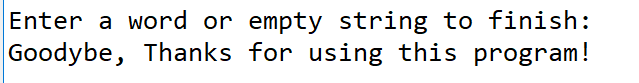 Enter a word or empty string to finish:
Goodybe, Thanks for using this program!